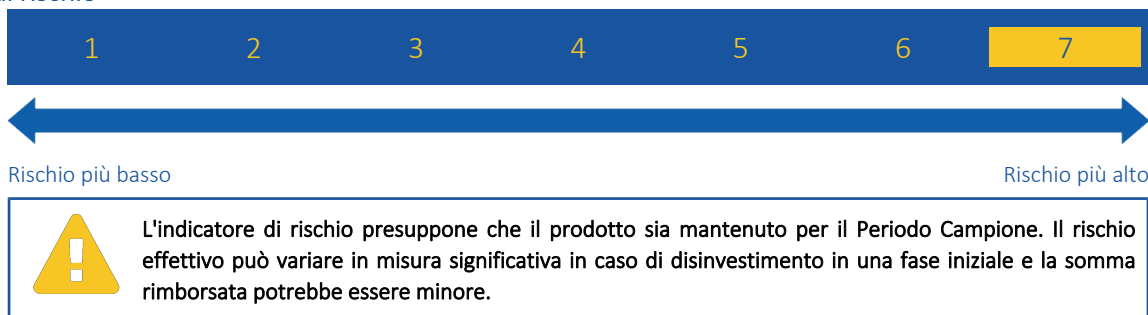 1 2 3 4 5 6 7
Rischio più basso Rischio più alto
L'indicatore di rischio presuppone che il prodotto sia mantenuto per il Periodo Campione. Il rischio
effettivo può variare in misura significativa in caso di disinvestimento in una fase iniziale e la somma
rimborsata potrebbe essere minore.